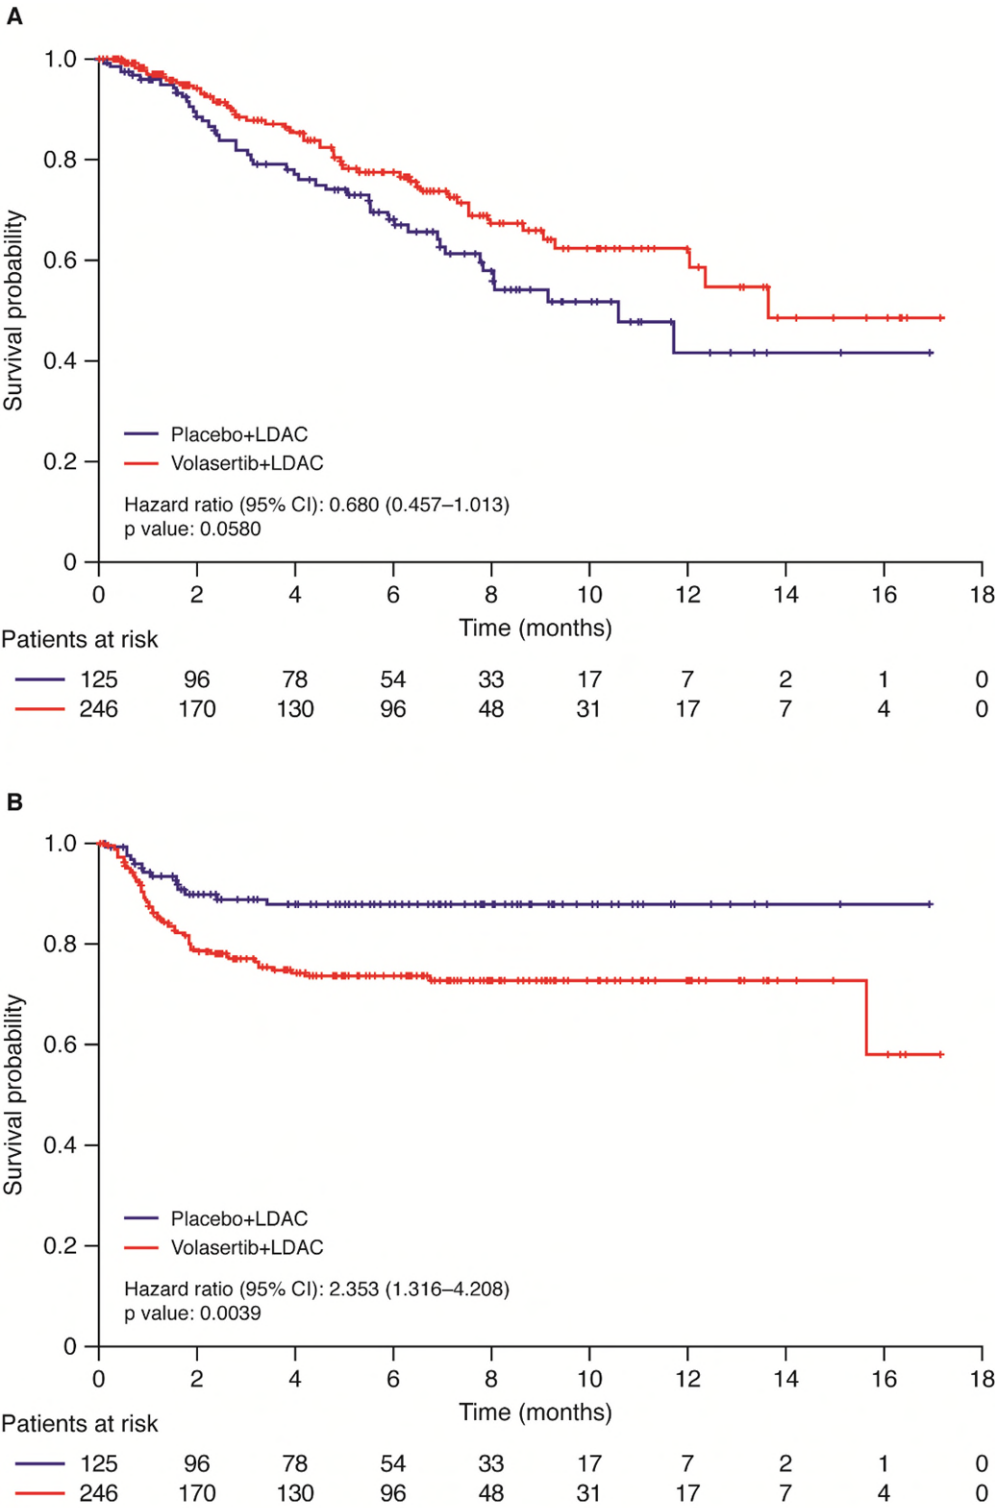 A
1.0
0.8
0.6
0.4
0.2
0
Survival probability
Placebo+LDAC
Volasertib+LDAC
Hazard ratio (95% CI): 0.680 (0.457–1.013)
p value: 0.0580
0 2 4 6 8 10 12 14 16 18
Time (months)
Patients at risk
125 96 78 54 33 17 7 2 1 0
246 170 130 96 48 31 17 7 4 0
B
1.0
0.8
0.6
0.4
0.2
0
Survival probability
Placebo+LDAC
Volasertib+LDAC
Hazard ratio (95% CI): 2.353 (1.316–4.208)
p value: 0.0039
0 2 4 6 8 10 12 14 16 18
Time (months)
Patients at risk
125 96 78 54 33 17 7 2 1 0
246 170 130 96 48 31 17 7 4 0